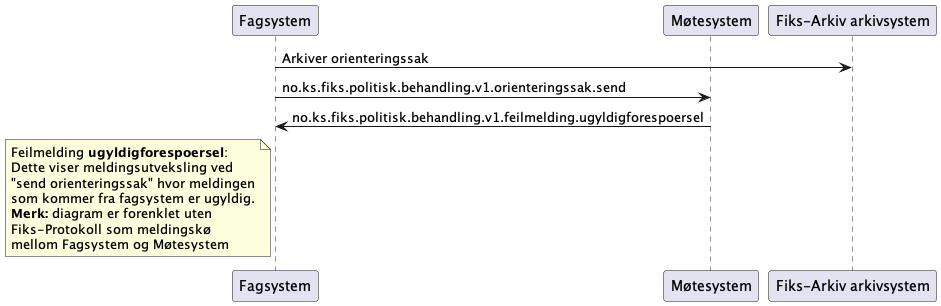 Fagsystem
Møtesystem
Fiks-Arkiv arkivsystem
Arkiver orienteringssak
no.ks.fiks.politisk.behandling.v1.orienteringssak.send
no.ks.fiks.politisk.behandling.v1.feilmelding.ugyldigforespoersel
Feilmelding ugyldigforespoersel:
Dette viser meldingsutveksling ved
"send orienteringssak" hvor meldingen
som kommer fra fagsystem er ugyldig.
Merk: diagram er forenklet uten
Fiks-Protokoll som meldingskø
mellom Fagsystem og Møtesystem
Fagsystem
Møtesystem
Fiks-Arkiv arkivsystem